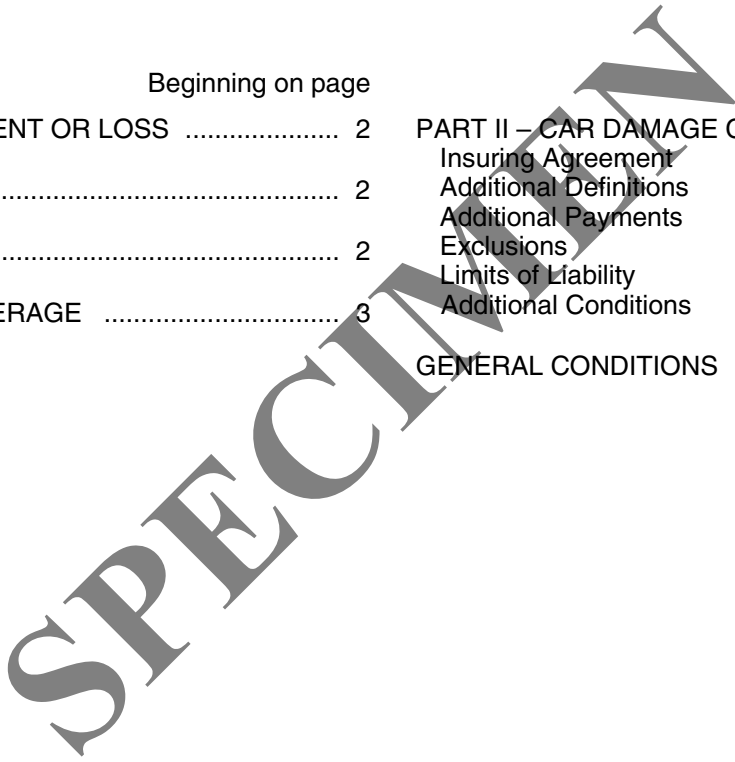 Beginning on page
ENT OR LOSS ..................... 2
.............................................. 2
.............................................. 2
ERAGE ................................ 3
PART II – CAR DAMAGE
Insuring Agreement
Additional Definitions
Additional Payments
Exclusions
Limits of Liability
Additional Conditions
GENERAL CONDITIONS
SPECIMEN